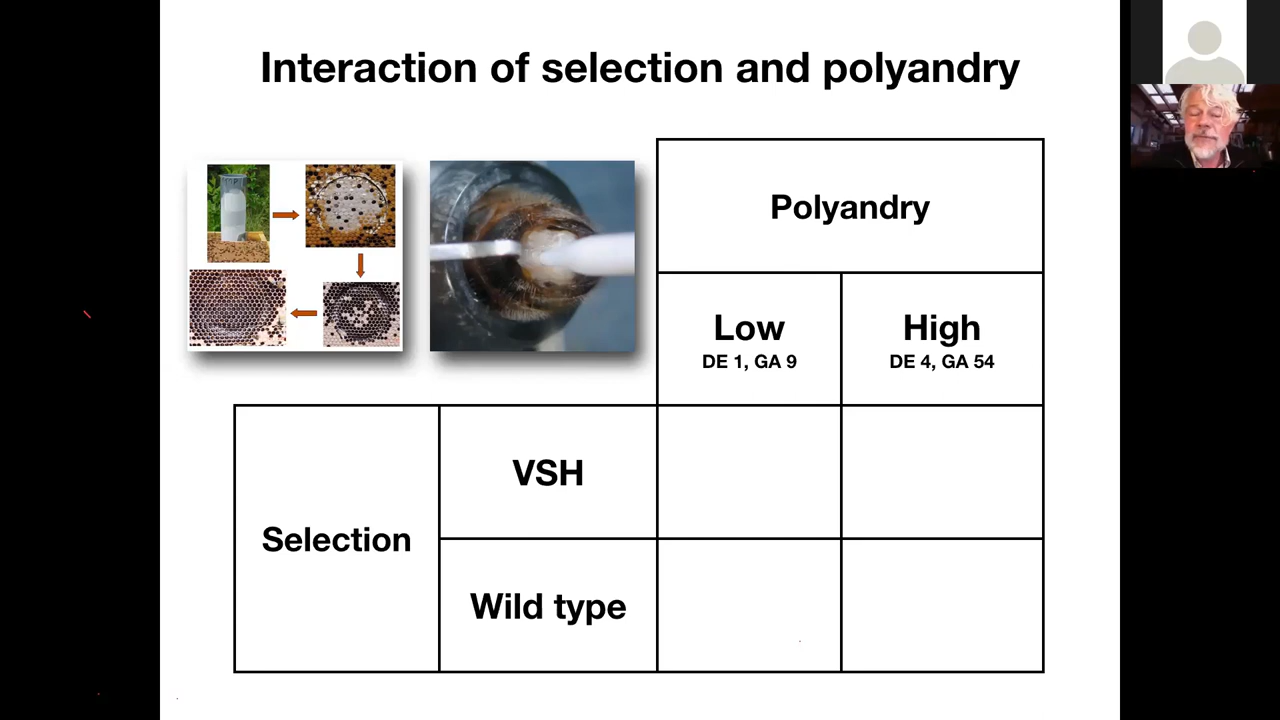 Interaction of selection and polyandry
Polyandry
Low
High
DE 1, GA 9
DE 4, GA 54
VSH
Selection
Wild type